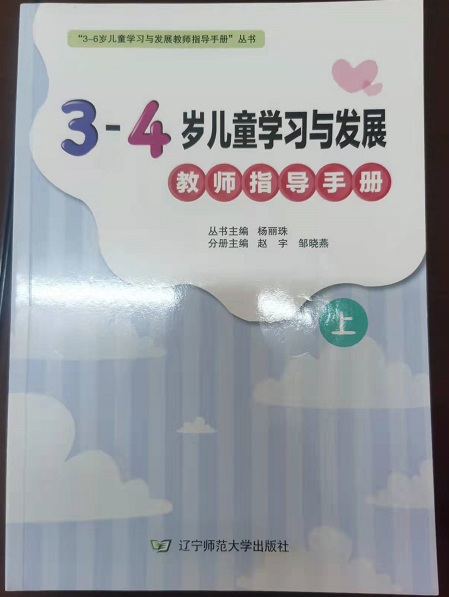 “3-6岁儿童学习与发展教师指导手册”丛书
3-4岁儿童学习与发展
教师指导手册
丛书主编 杨丽珠
分册主编 赵宇 邹晓燕
上
辽宁师范大学出版社